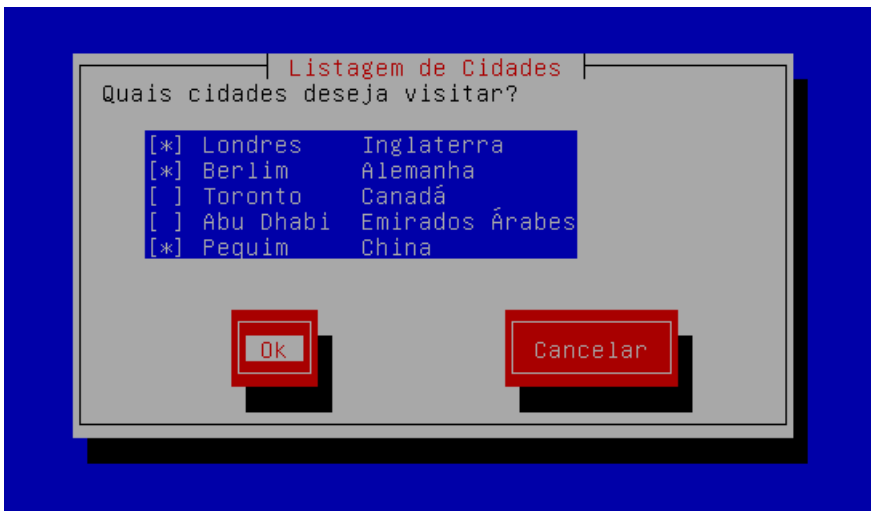 Listagem de Cidades
Quais cidades deseja visitar?
[*] Londres Inglaterra
[*] Berlim Alemanha
[ ] Toronto Canadá
[ ] Abu Dhabi Emirados Árabes
[*] Pequim China
Ok Cancelar